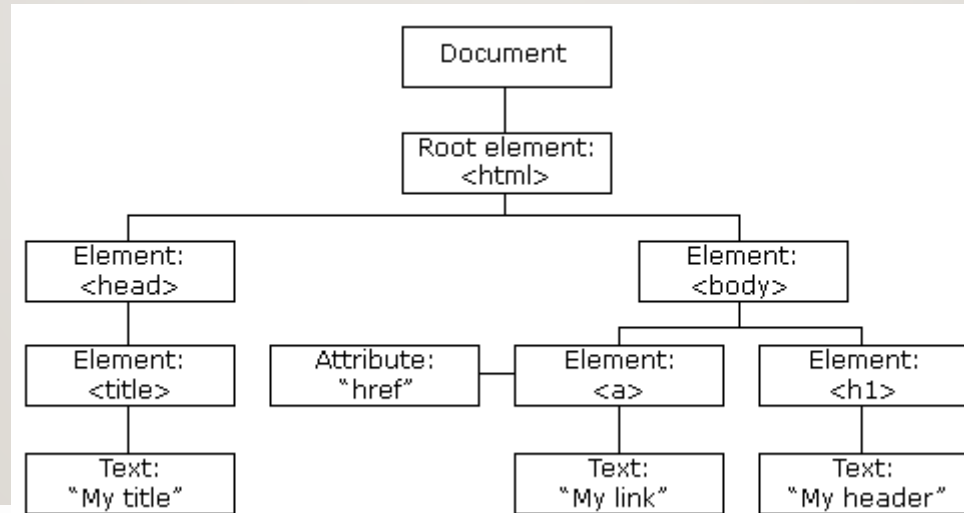 Document
Root element:
<html>
Element:
<head>
Element:
<body>
Element:
<title>
Attribute:
“href”
Element:
<a>
Element:
<h1>
Text:
“My title”
Text:
“My link”
Text:
“My header”